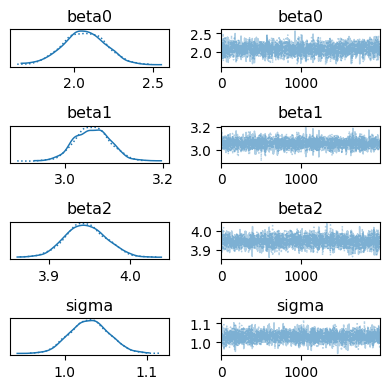 beta0 beta0
2.5
2.0
2.0 2.5 0 1000
beta1 beta1
3.2
3.0
3.0 3.2 0 1000
beta2 beta2
4.0
3.9
3.9 4.0 0 1000
sigma sigma
1.1
1.0
1.0 1.1 0 1000